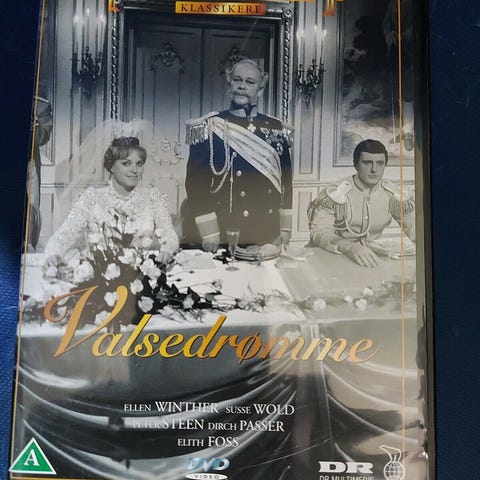 KLASSIKERE
Valsedrømme
ELLEN WINTHER SUSSE WOLD
PETER STEEN DIRCH PASSER
ELITH FOSS
A
DVD
VIDEO
DR
DR MULTIMEDIE